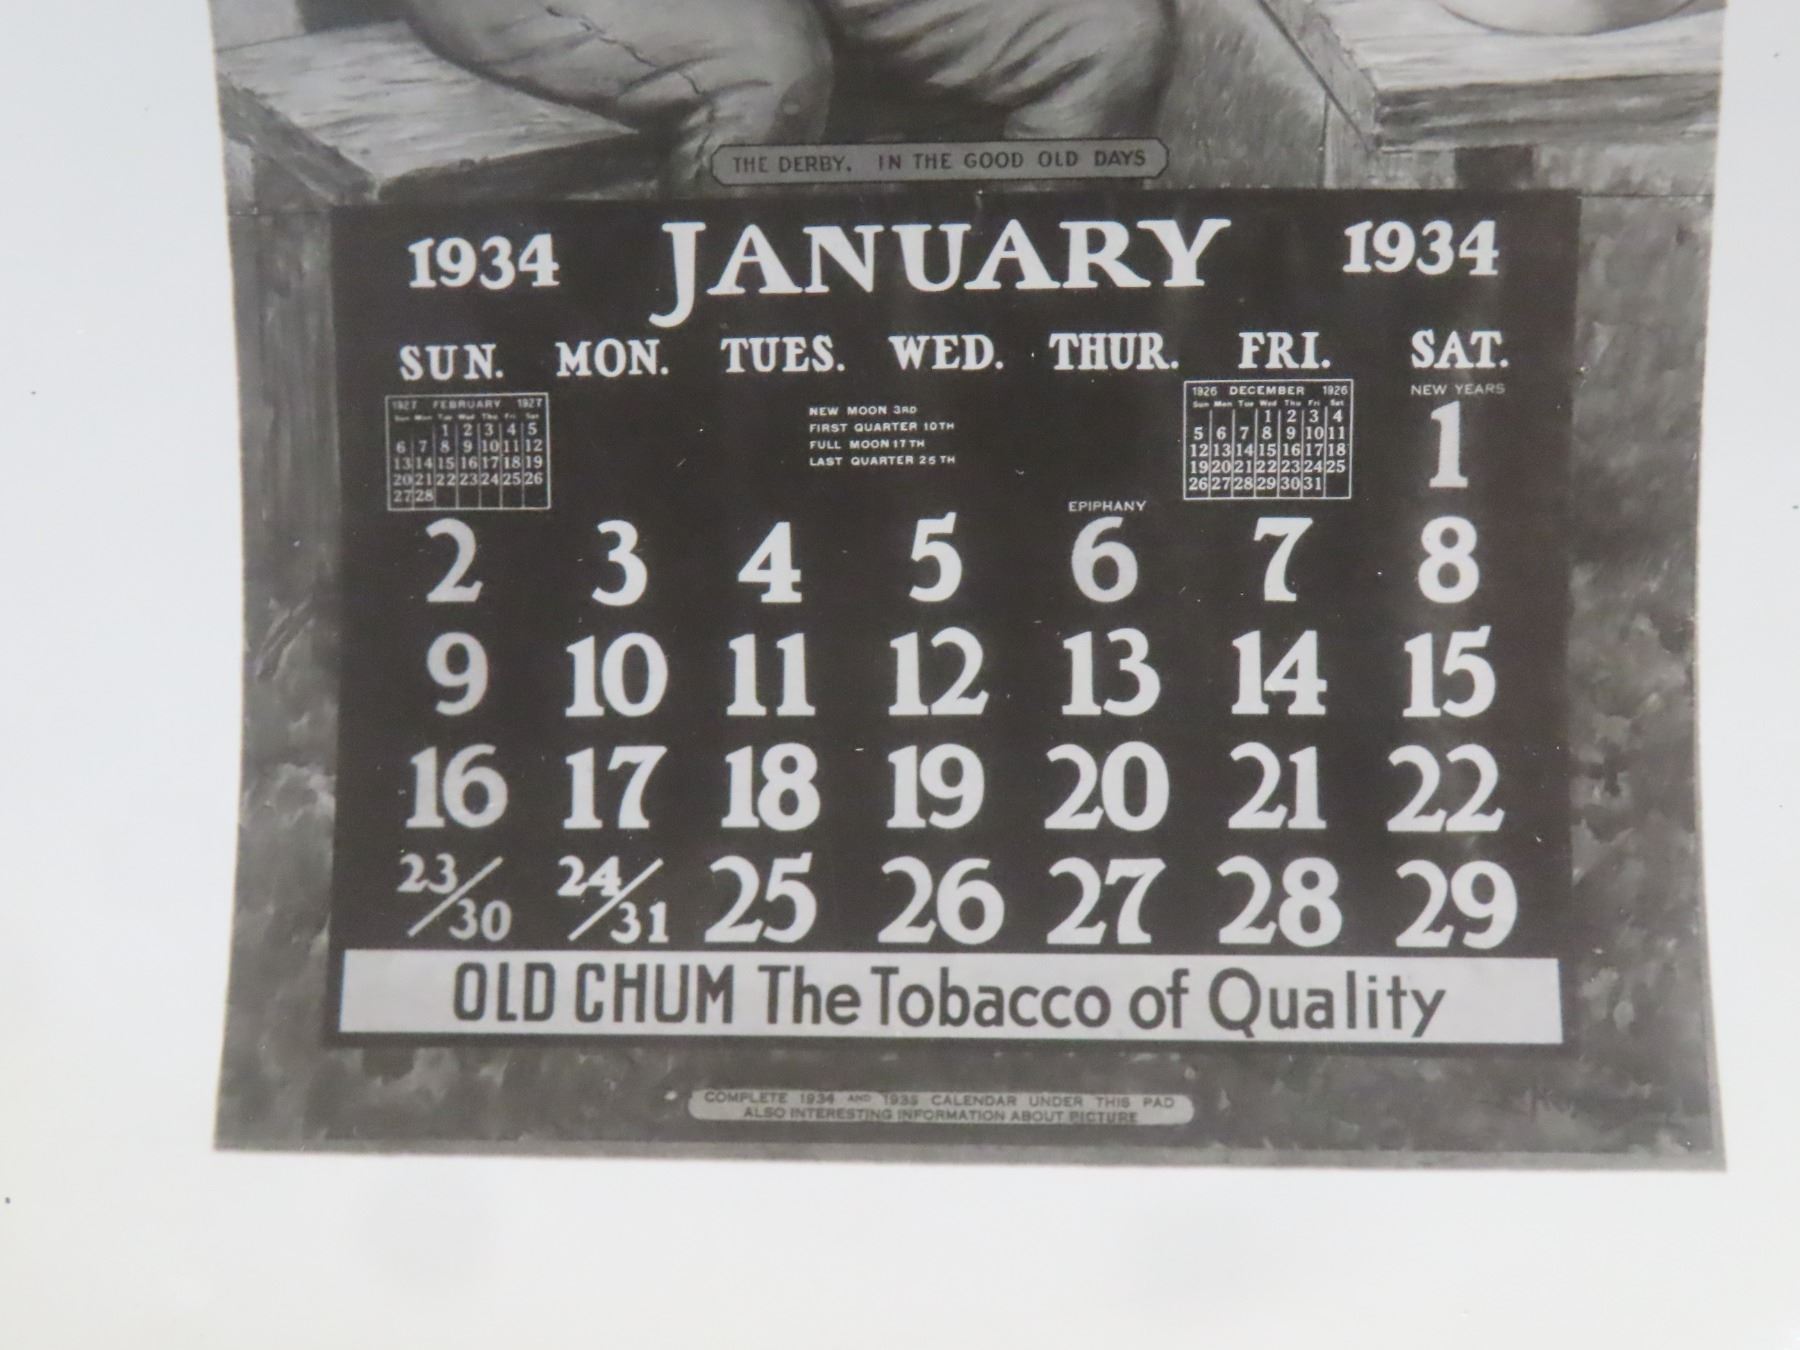 THE DERBY. IN THE GOOD OLD DAYS
1934 JANUARY 1934
SUN. MON. TUES. WED. THUR. FRI. SAT.
1927 FEBRUARY 1927
Sun Mon Tue Wed Thu Fri Sat
1 2 3 4 5
6 7 8 9 10 11 12
13 14 15 16 17 18 19
20 21 22 23 24 25 26
27 28
NEW MOON 3RD
FIRST QUARTER 10TH
FULL MOON 17TH
LAST QUARTER 25TH
1926 DECEMBER 1926
Sun Mon Tue Wed Thu Fri Sat
1 2 3 4
5 6 7 8 9 10 11
12 13 14 15 16 17 18
19 20 21 22 23 24 25
26 27 28 29 30 31
NEW YEARS
1
EPIPHANY
2 3 4 5 6 7 8
9 10 11 12 13 14 15
16 17 18 19 20 21 22
23/30 24/31 25 26 27 28 29
OLD CHUM The Tobacco of Quality
COMPLETE 1934 AND 1935 CALENDAR UNDER THIS PAD
ALSO INTERESTING INFORMATION ABOUT PICTURE